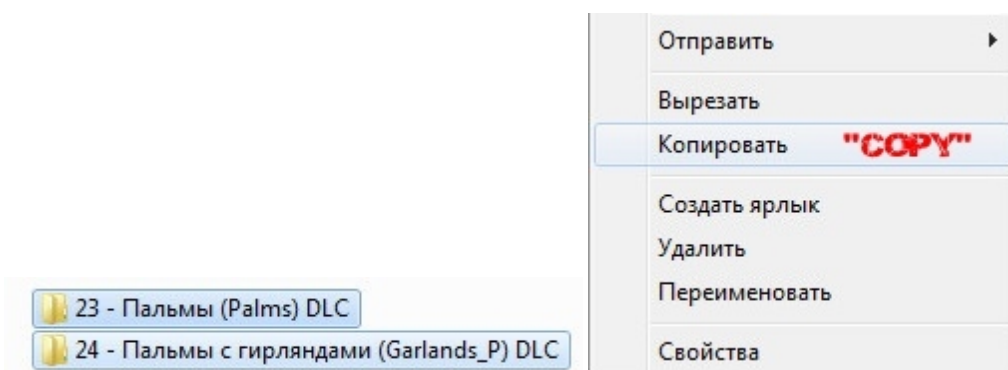 Отправить
Вырезать
Копировать "COPY"
Создать ярлык
Удалить
Переименовать
Свойства
23 - Пальмы (Palms) DLC
24 - Пальмы с гирляндами (Garlands_P) DLC